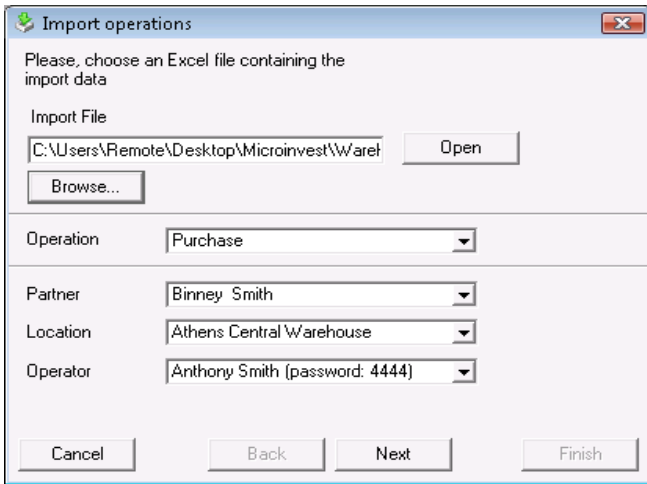 Import operations
Please, choose an Excel file containing the
import data
Import File
C:\Users\Remote\Desktop\Microinvest\Wareh
Open
Browse...
Operation
Purchase
Partner
Binney Smith
Location
Athens Central Warehouse
Operator
Anthony Smith (password: 4444)
Cancel
Back
Next
Finish